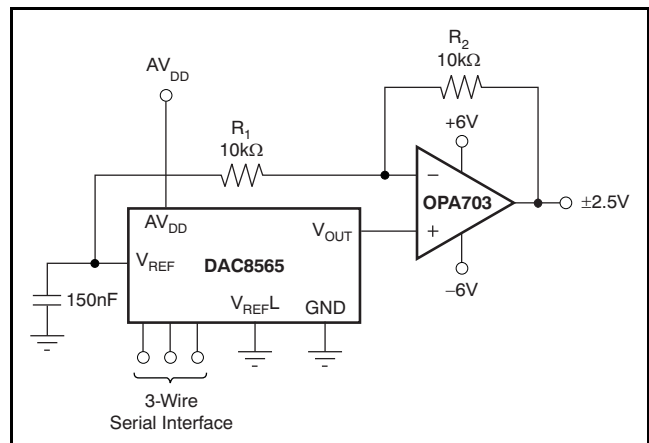 R2
10kΩ
AVDD
+6V
R1
10kΩ
−
OPA703
±2.5V
+
AVDD
VOUT
VREF
DAC8565
−6V
150nF
VREFL
GND
3-Wire
Serial Interface